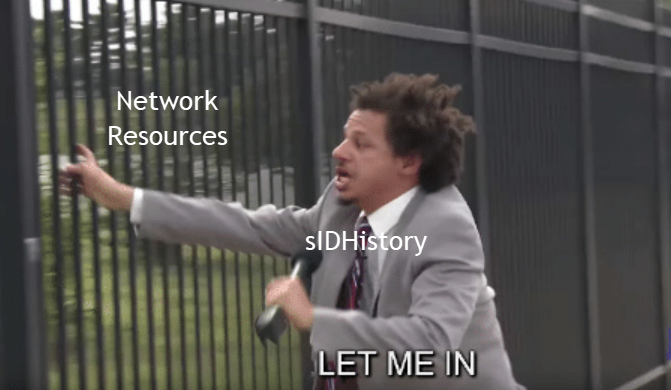 Network
Resources
sIDHistory
LET ME IN